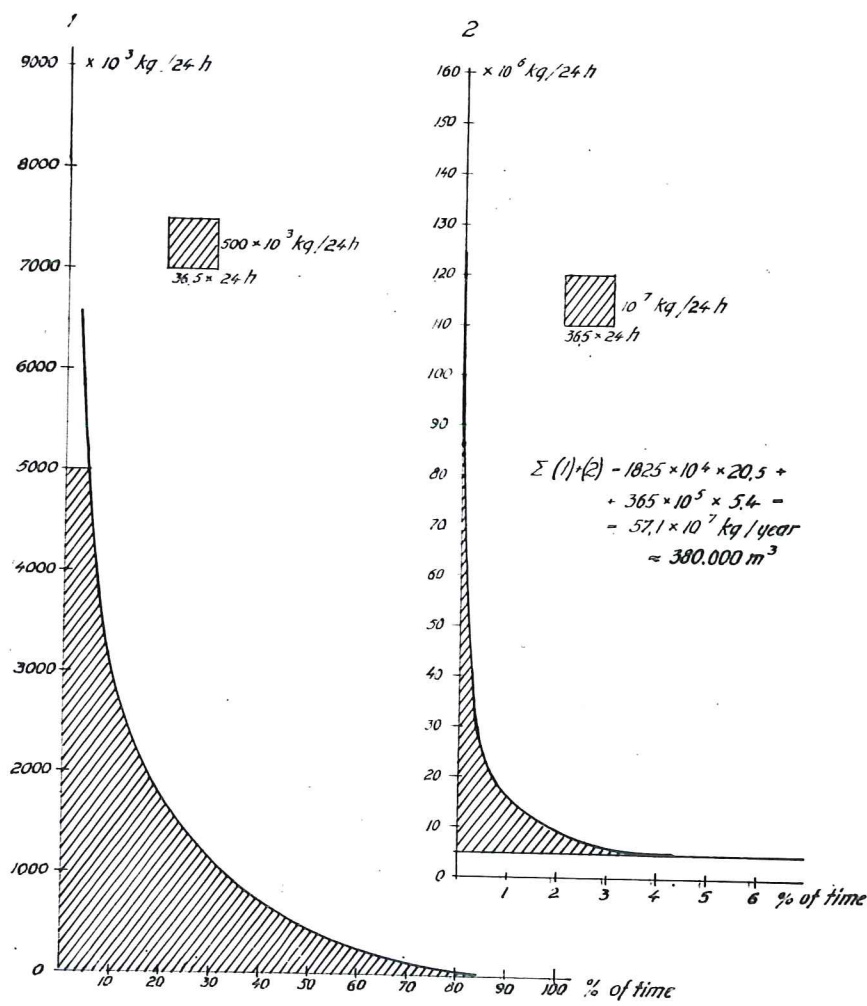 1
× 10³ kg/24 h
9000
8000
7000
6000
5000
4000
3000
2000
1000
0
10 20 30 40 50 60 70 80 90 100
% of time
500 × 10³ kg/24 h
36,5 × 24 h
2
× 10⁶ kg/24 h
160
150
140
130
120
110
100
90
80
70
60
50
40
30
20
10
0
1 2 3 4 5 6
% of time
10⁷ kg/24 h
365 × 24 h
Σ (1)+(2) = 1825 × 10⁴ × 20,5 +
+ 365 × 10⁵ × 5,4 =
= 57,1 × 10⁷ kg/year
≈ 380.000 m³